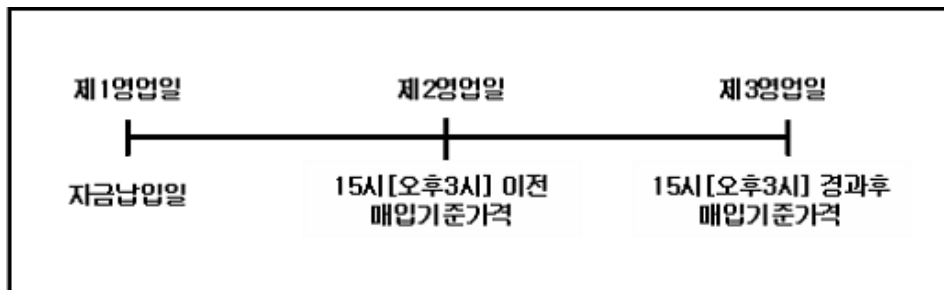 제1영업일 제2영업일 제3영업일
자금납입일
15시[오후3시] 이전
매입기준가격
15시[오후3시] 경과후
매입기준가격